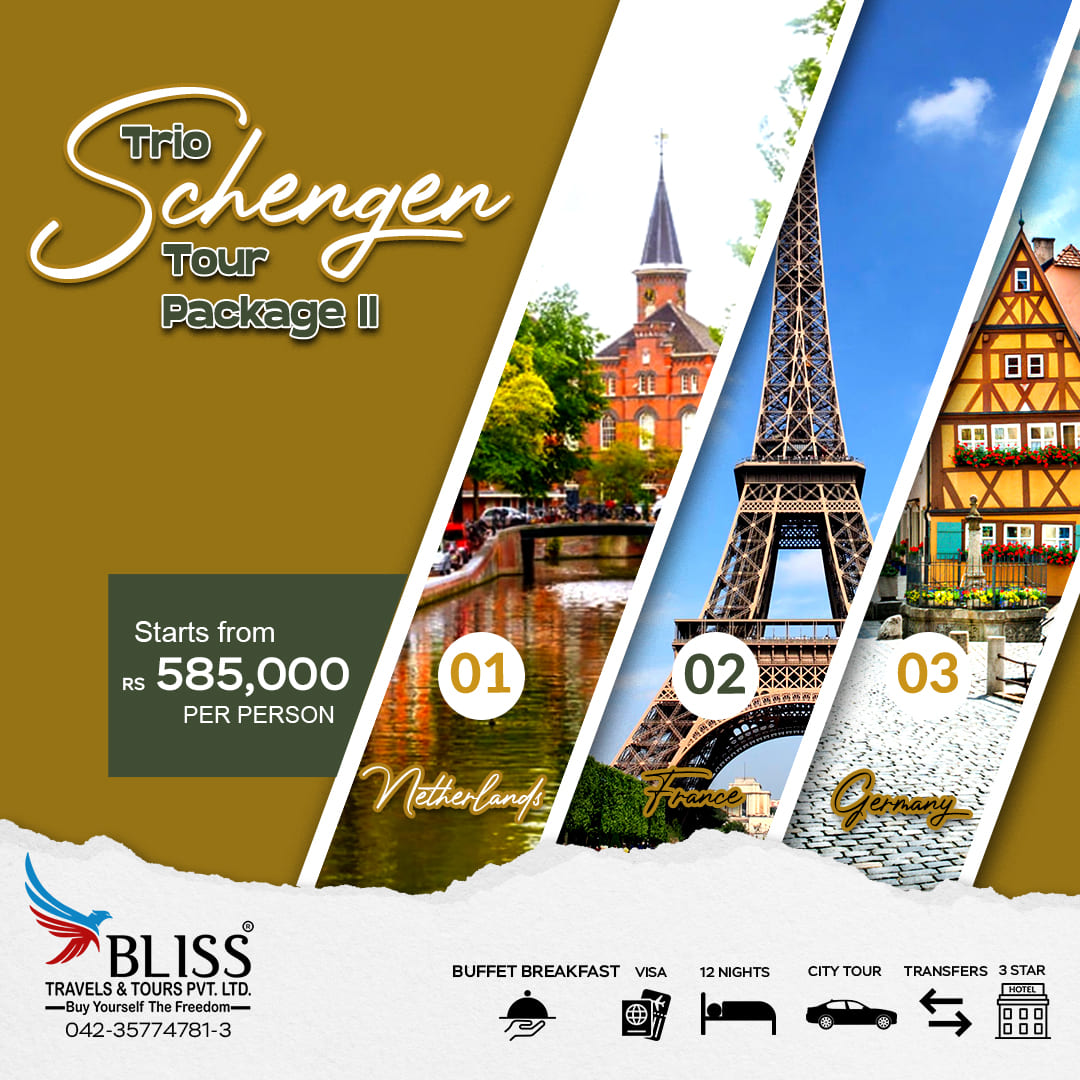 Trio
Schengen
Tour
Package II
Starts from
RS 585,000
PER PERSON
01
02
03
Netherlands
France
Germany
BLISS®
TRAVELS & TOURS PVT. LTD.
Buy Yourself The Freedom
042-35774781-3
BUFFET BREAKFAST
VISA
12 NIGHTS
CITY TOUR
TRANSFERS
3 STAR
HOTEL